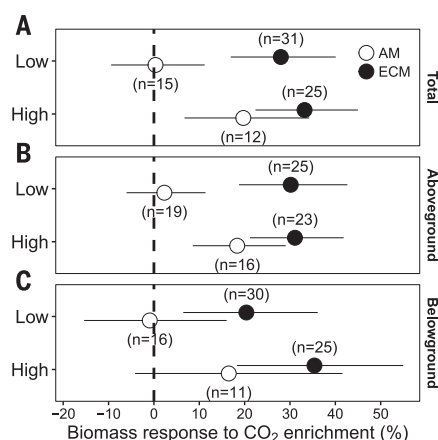 A
Low
(n=31)
(n=15)
AM
ECM
High
(n=25)
(n=12)
Total
B
Low
(n=25)
(n=19)
High
(n=23)
(n=16)
Aboveground
C
Low
(n=30)
(n=16)
High
(n=25)
(n=11)
Belowground
−20 −10 0 10 20 30 40 50
Biomass response to CO₂ enrichment (%)